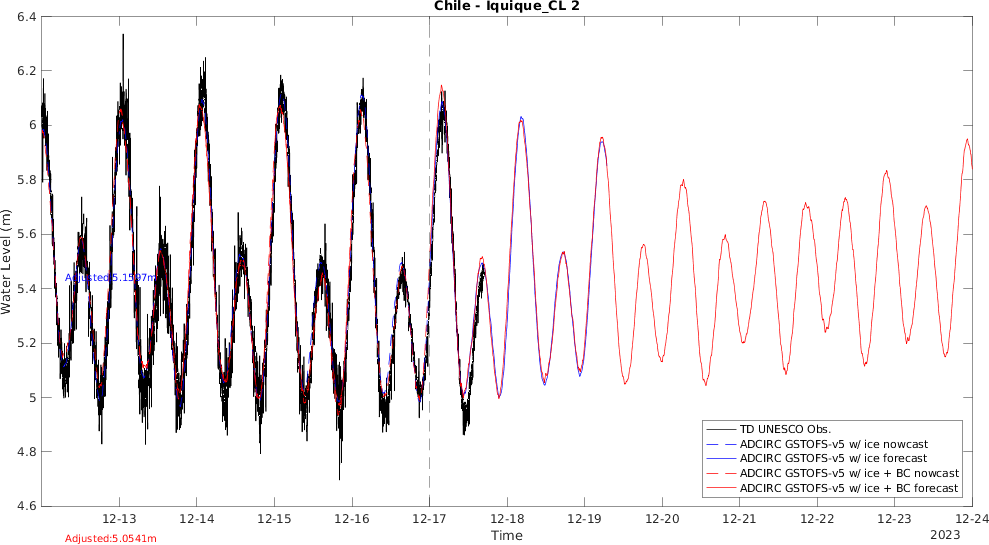 Chile - Iquique_CL 2
6.4
6.2
6
5.8
5.6
5.4
5.2
5
4.8
4.6
Water Level (m)
Adjusted:5.1597m
TD UNESCO Obs.
ADCIRC GSTOFS-v5 w/ ice nowcast
ADCIRC GSTOFS-v5 w/ ice forecast
ADCIRC GSTOFS-v5 w/ ice + BC nowcast
ADCIRC GSTOFS-v5 w/ ice + BC forecast
12-13 12-14 12-15 12-16 12-17 12-18 12-19 12-20 12-21 12-22 12-23 12-24
Time
2023
Adjusted:5.0541m